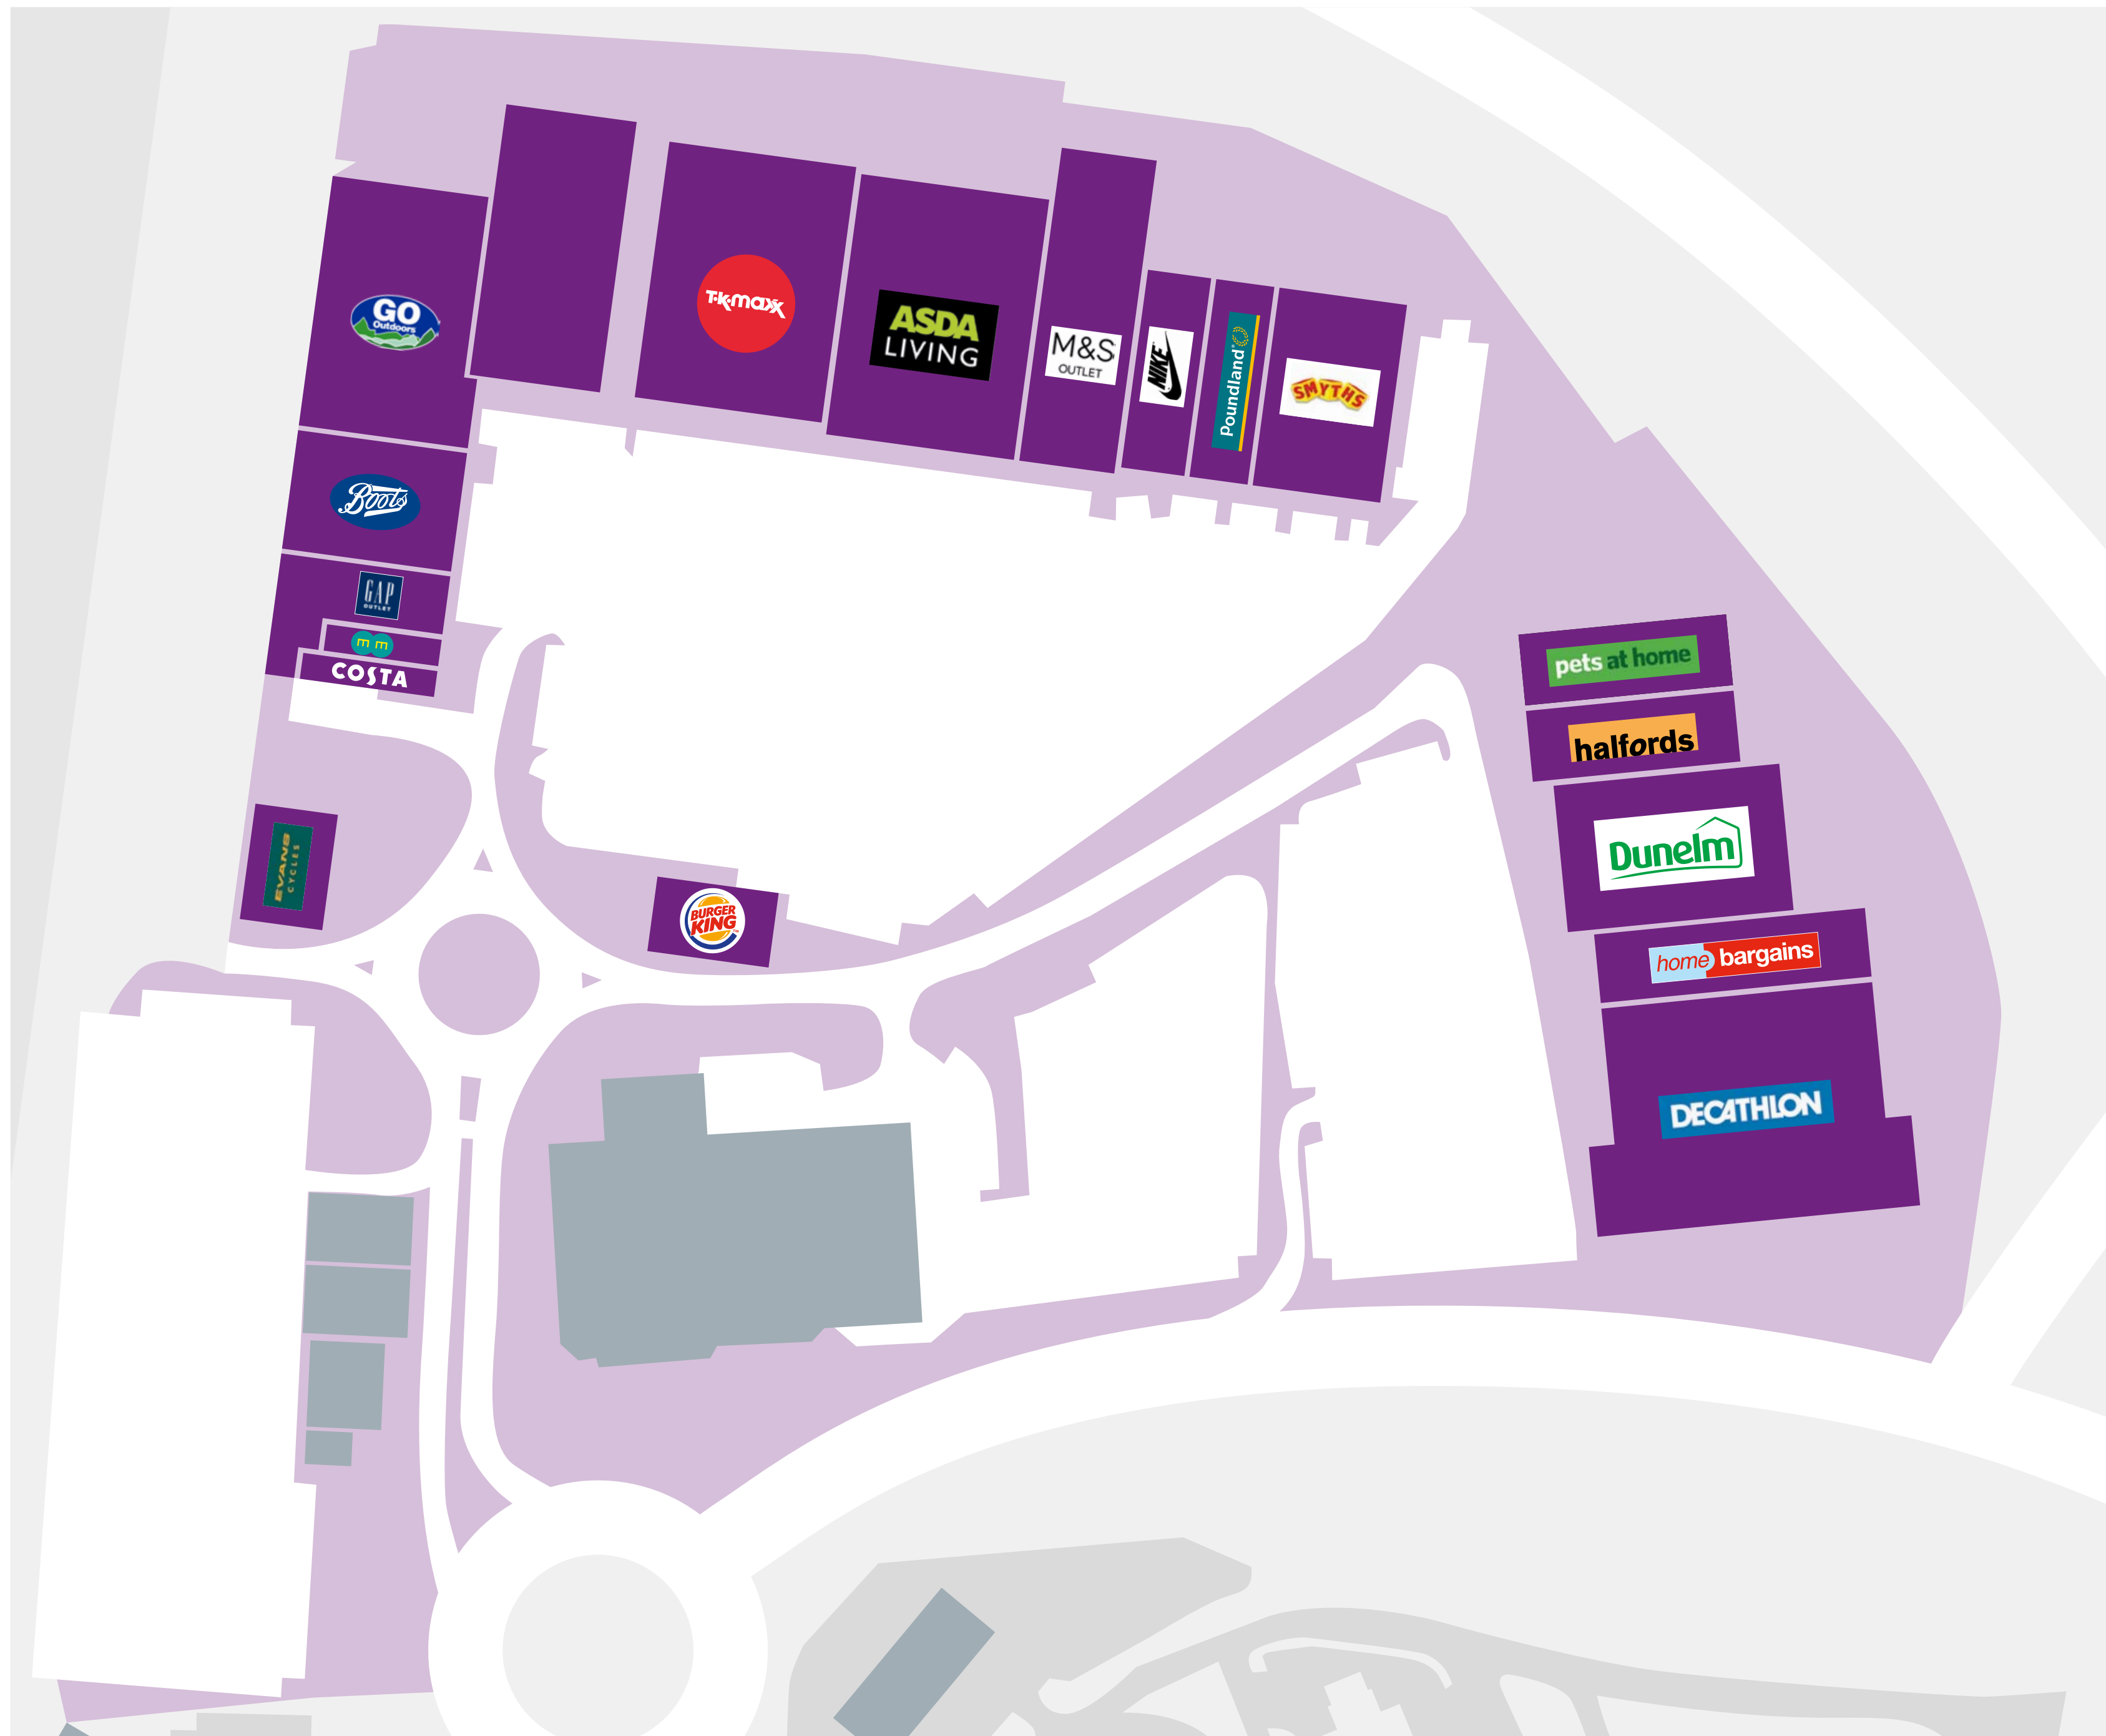 GO
Outdoors
Boots
GAP
OUTLET
EE
COSTA
EVANS
CYCLES
T·K·maxx
ASDA
LIVING
M&S
OUTLET
NIKE
Poundland
SMYTHS
BURGER
KING
pets at home
halfords
Dunelm
home bargains
DECATHLON